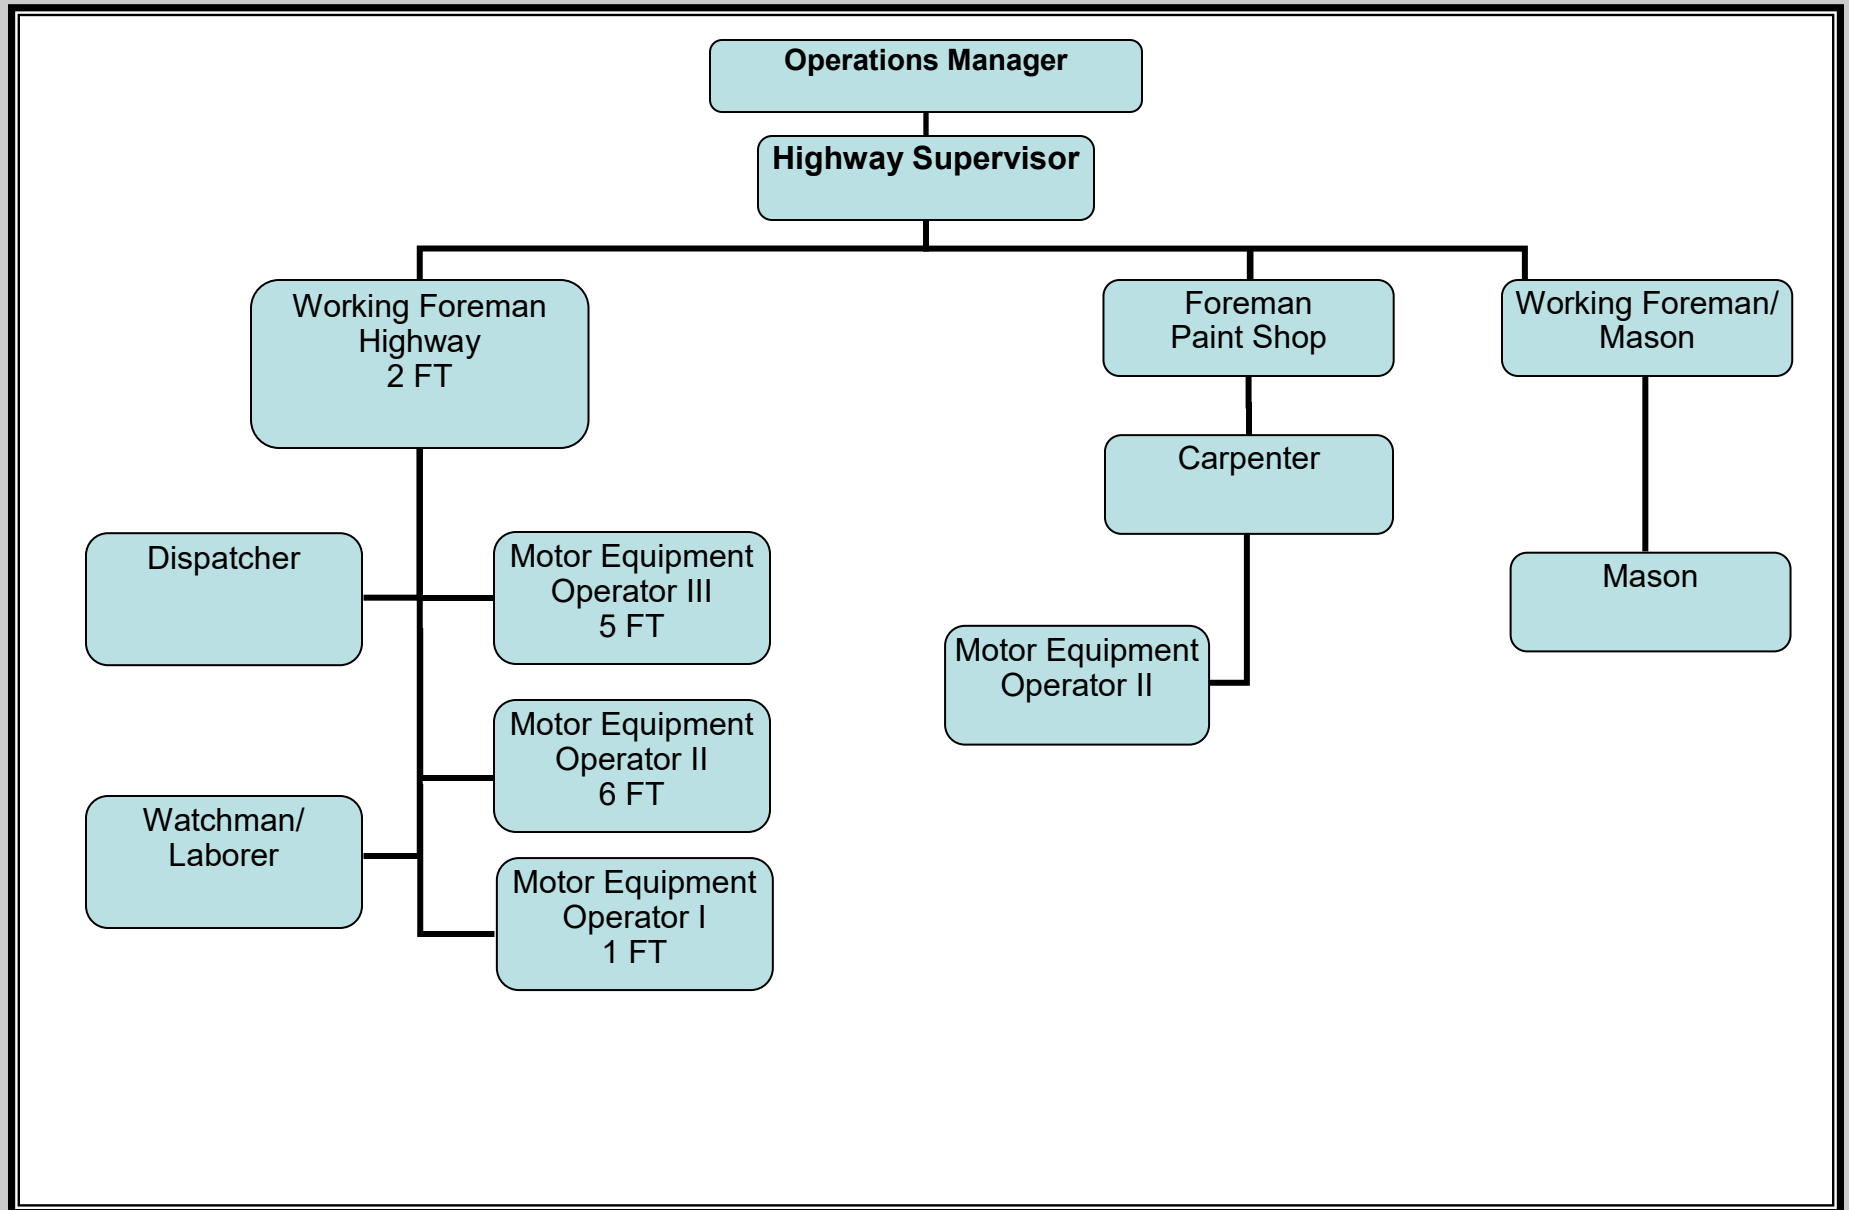 Operations Manager
Highway Supervisor
Working Foreman
Highway
2 FT
Foreman
Paint Shop
Working Foreman/
Mason
Carpenter
Dispatcher
Motor Equipment
Operator III
5 FT
Mason
Motor Equipment
Operator II
Motor Equipment
Operator II
6 FT
Watchman/
Laborer
Motor Equipment
Operator I
1 FT